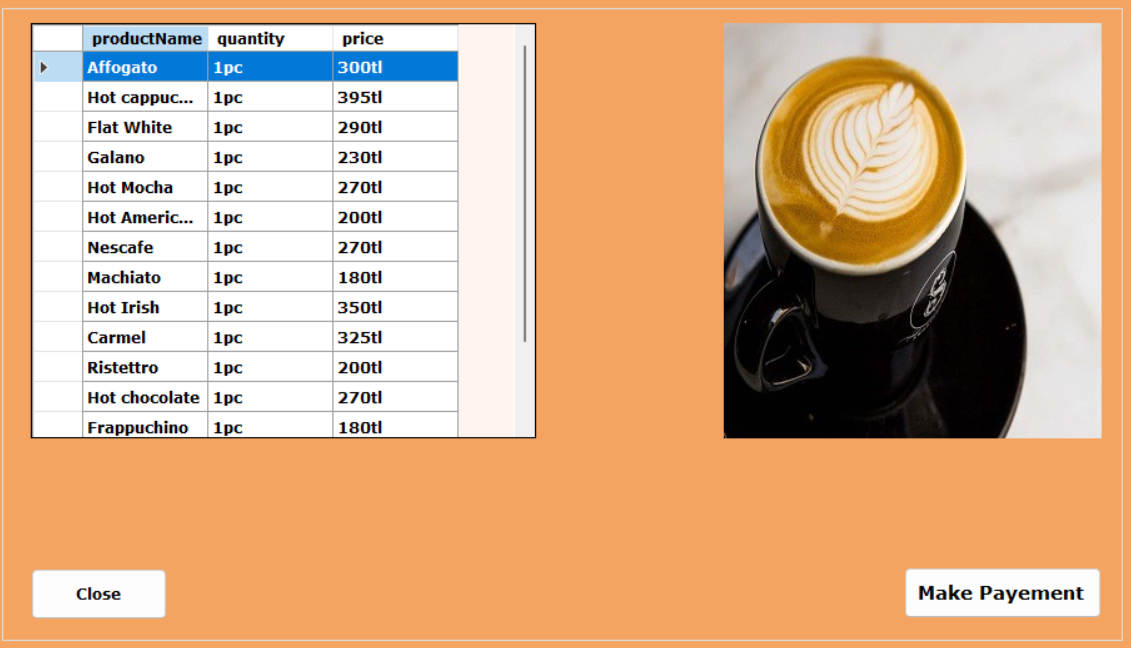 productName quantity price
Affogato 1pc 300tl
Hot cappuc... 1pc 395tl
Flat White 1pc 290tl
Galano 1pc 230tl
Hot Mocha 1pc 270tl
Hot Americ... 1pc 200tl
Nescafe 1pc 270tl
Machiato 1pc 180tl
Hot Irish 1pc 350tl
Carmel 1pc 325tl
Ristettro 1pc 200tl
Hot chocolate 1pc 270tl
Frappuchino 1pc 180tl
Close
Make Payement